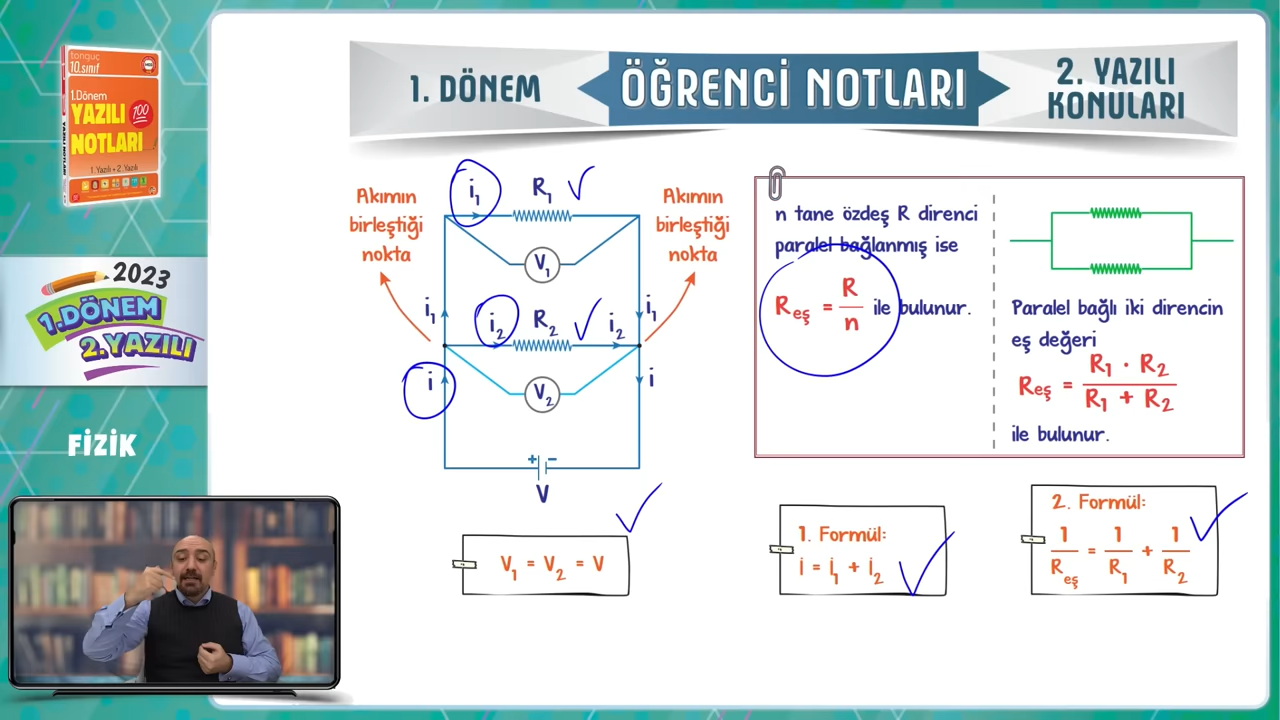 tonguç
10.sınıf
1.Dönem
YAZILI
100
NOTLARI
1. Yazılı • 2. Yazılı
YAZILI NOTLARI
2023
1.DÖNEM
2.YAZILI
FİZİK
1. DÖNEM
ÖĞRENCİ NOTLARI
2. YAZILI
KONULARI
Akımın
birleştiği
nokta
i₁
R₁
V₁
Akımın
birleştiği
nokta
i₁
i₁
i₂
R₂
i₂
i
V₂
i
+ -
V
V₁ = V₂ = V
n tane özdeş R direnci
paralel bağlanmış ise
Reş = R/n ile bulunur.
Paralel bağlı iki direncin
eş değeri
Reş = R₁ · R₂ / R₁ + R₂
ile bulunur.
1. Formül:
i = i₁ + i₂
2. Formül:
1/Reş = 1/R₁ + 1/R₂